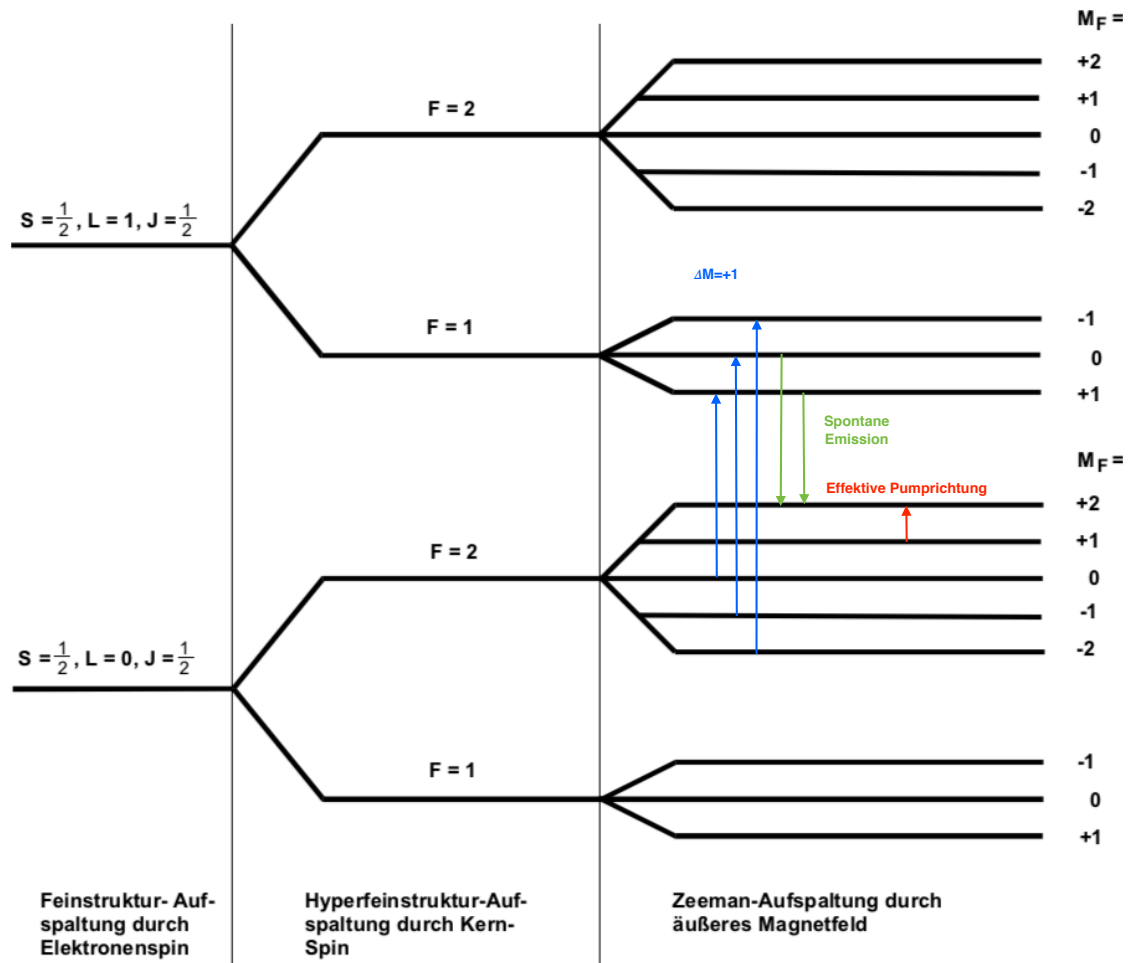 M_F =
+2
+1
0
-1
-2
F = 2
S = 1/2 , L = 1, J = 1/2
ΔM=+1
F = 1
-1
0
+1
Spontane
Emission
M_F =
Effektive Pumprichtung
+2
+1
0
-1
-2
F = 2
S = 1/2 , L = 0, J = 1/2
F = 1
-1
0
+1
Feinstruktur- Auf-
spaltung durch
Elektronenspin
Hyperfeinstruktur-Auf-
spaltung durch Kern-
Spin
Zeeman-Aufspaltung durch
äußeres Magnetfeld